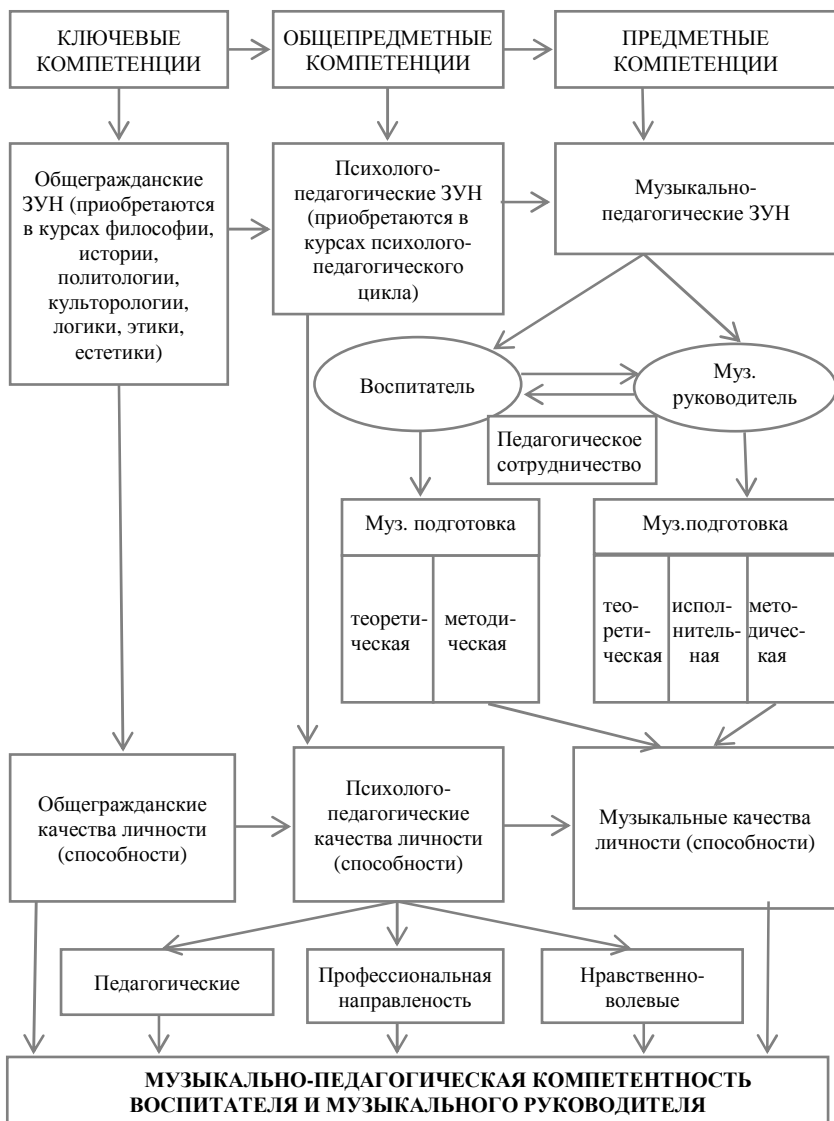 КЛЮЧЕВЫЕ
КОМПЕТЕНЦИИ
ОБЩЕПРЕДМЕТНЫЕ
КОМПЕТЕНЦИИ
ПРЕДМЕТНЫЕ
КОМПЕТЕНЦИИ
Общегражданские
ЗУН (приобретаются
в курсах философии,
истории,
политологии,
культорологии,
логики, этики,
естетики)
Психолого-
педагогические ЗУН
(приобретаются в
курсах психолого-
педагогического
цикла)
Музыкально-
педагогические ЗУН
Воспитатель
Муз.
руководитель
Педагогическое
сотрудничество
Муз. подготовка
теорети-
ческая
методи-
ческая
Муз.подготовка
тео-
рети-
ческая
испол-
нитель-
ная
мето-
дичес-
кая
Общегражданские
качества личности
(способности)
Психолого-
педагогические
качества личности
(способности)
Музыкальные качества
личности (способности)
Педагогические
Профессиональная
направленость
Нравственно-
волевые
МУЗЫКАЛЬНО-ПЕДАГОГИЧЕСКАЯ КОМПЕТЕНТНОСТЬ
ВОСПИТАТЕЛЯ И МУЗЫКАЛЬНОГО РУКОВОДИТЕЛЯ